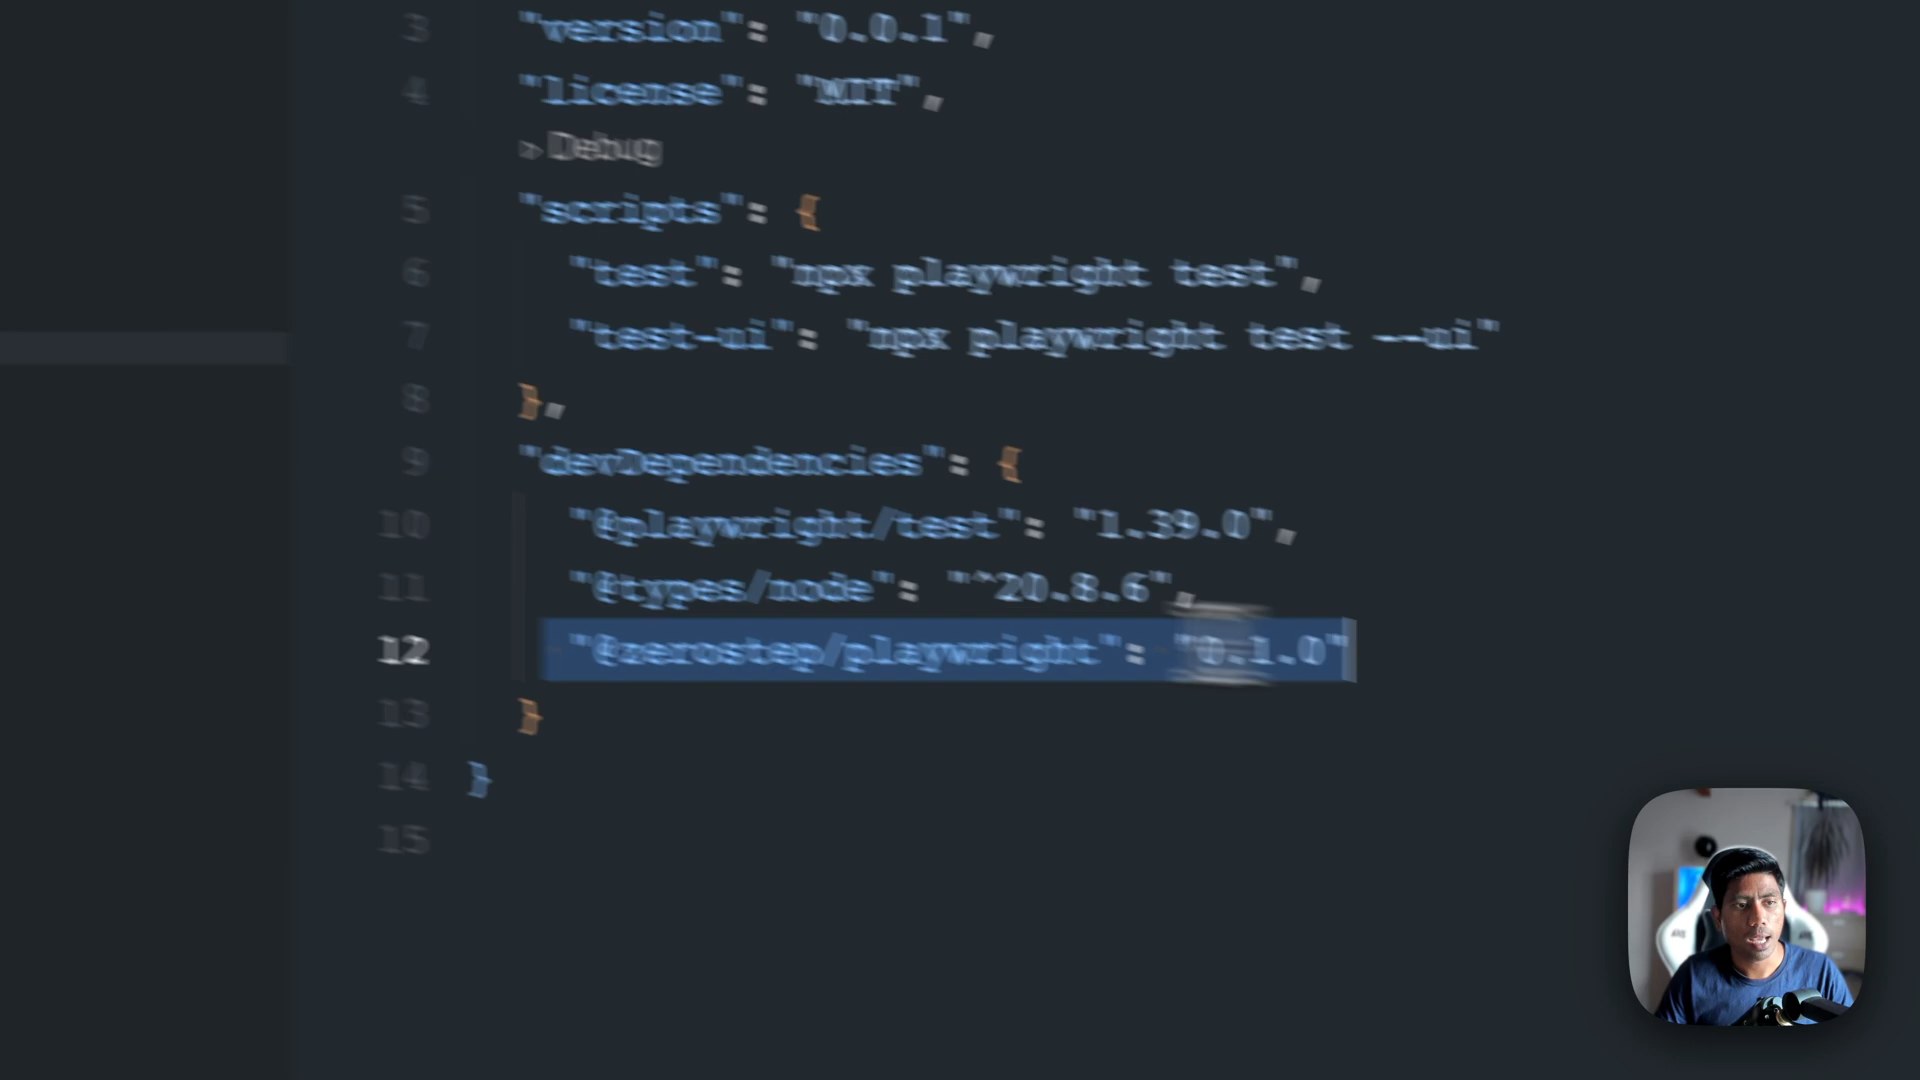 3 "version": "0.0.1",
4 "license": "MIT",
▷Debug
5 "scripts": {
6 "test": "npx playwright test",
7 "test-ui": "npx playwright test --ui"
8 },
9 "devDependencies": {
10 "@playwright/test": "1.39.0",
11 "@types/node": "^20.8.6",
12 "@zerostep/playwright": "0.1.0"
13 }
14 }
15